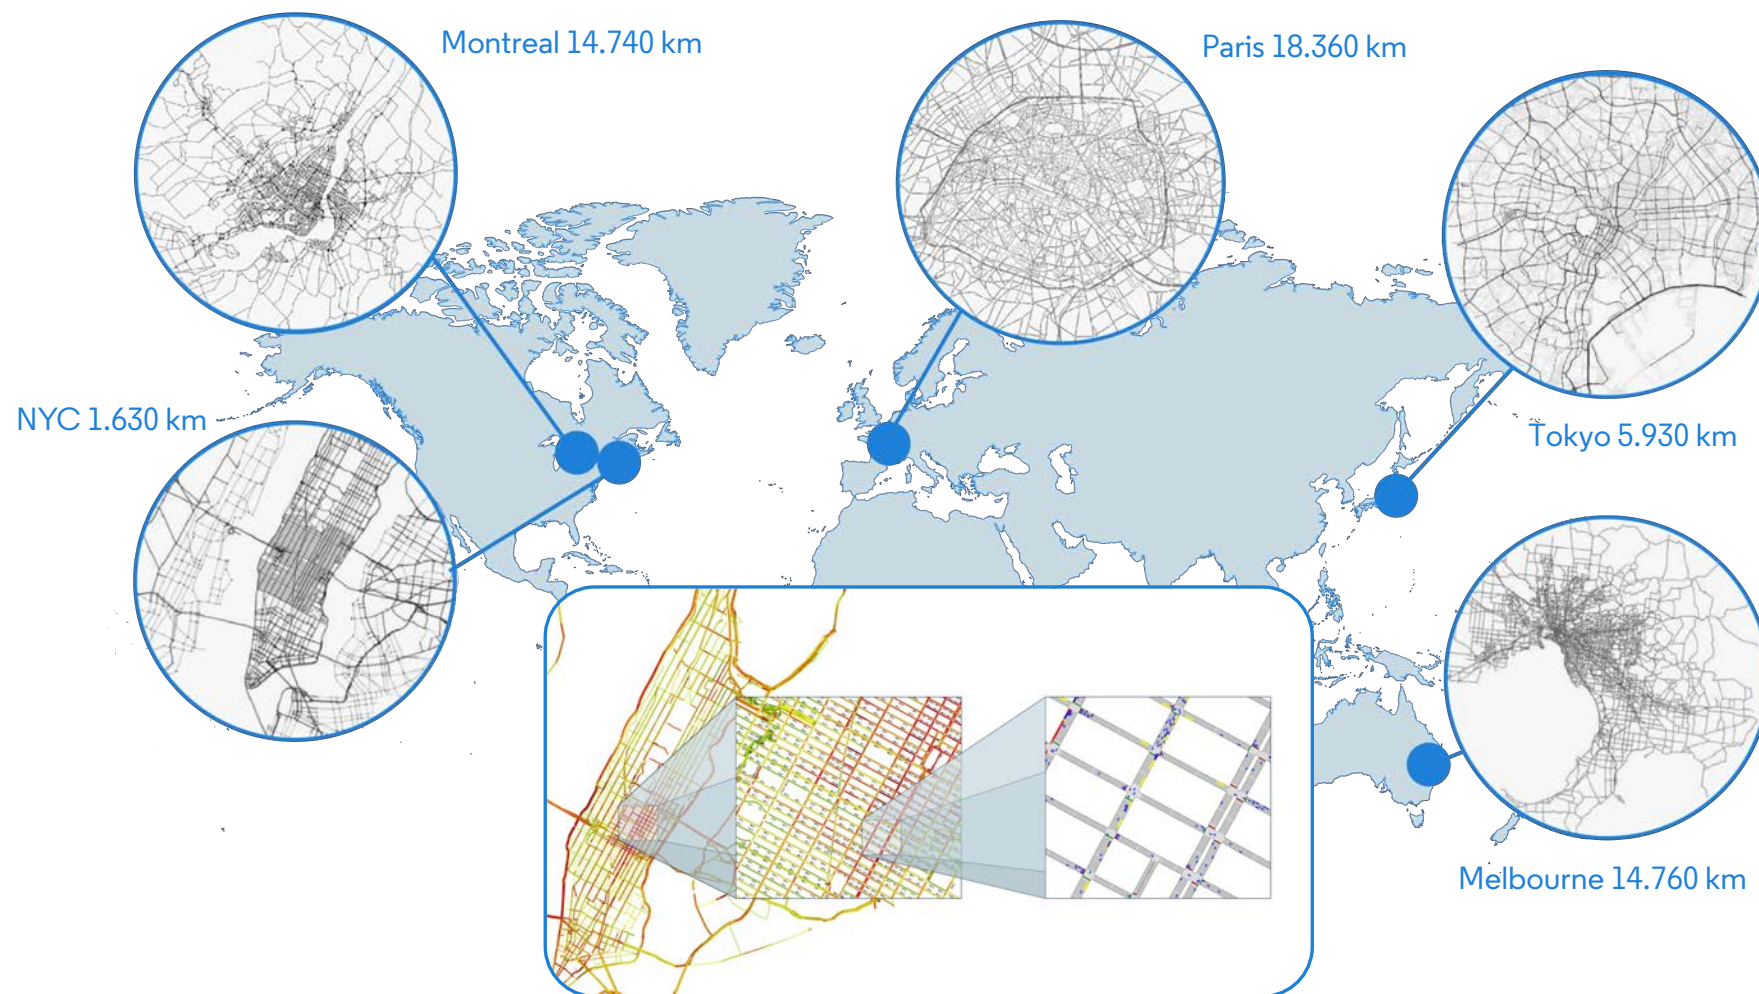 Montreal 14.740 km
Paris 18.360 km
NYC 1.630 km
Tokyo 5.930 km
Melbourne 14.760 km